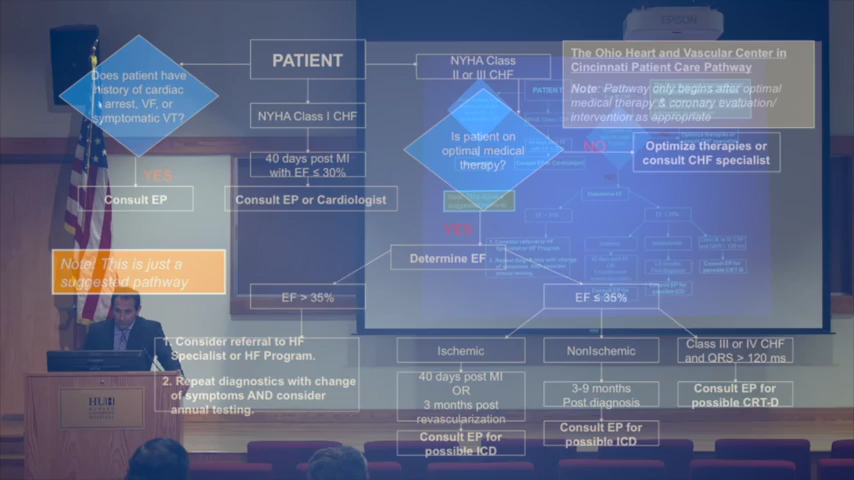 EPSON
The Ohio Heart and Vascular Center in
Cincinnati Patient Care Pathway
Note: Pathway only begins after optimal
medical therapy & coronary evaluation/
intervention as appropriate
PATIENT
NYHA Class
II or III CHF
Does patient have
history of cardiac
arrest, VF, or
symptomatic VT?
YES
Consult EP
NYHA Class I CHF
40 days post MI
with EF ≤ 30%
Consult EP or Cardiologist
Is patient on
optimal medical
therapy?
NO
Optimize therapies or
consult CHF specialist
YES
Determine EF
Note: This is just a
suggested pathway
EF > 35%
EF ≤ 35%
1. Consider referral to HF
Specialist or HF Program.
2. Repeat diagnostics with change
of symptoms AND consider
annual testing.
Ischemic
40 days post MI
OR
3 months post
revascularization
Consult EP for
possible ICD
NonIschemic
3-9 months
Post diagnosis
Consult EP for
possible ICD
Class III or IV CHF
and QRS > 120 ms
Consult EP for
possible CRT-D
HUH